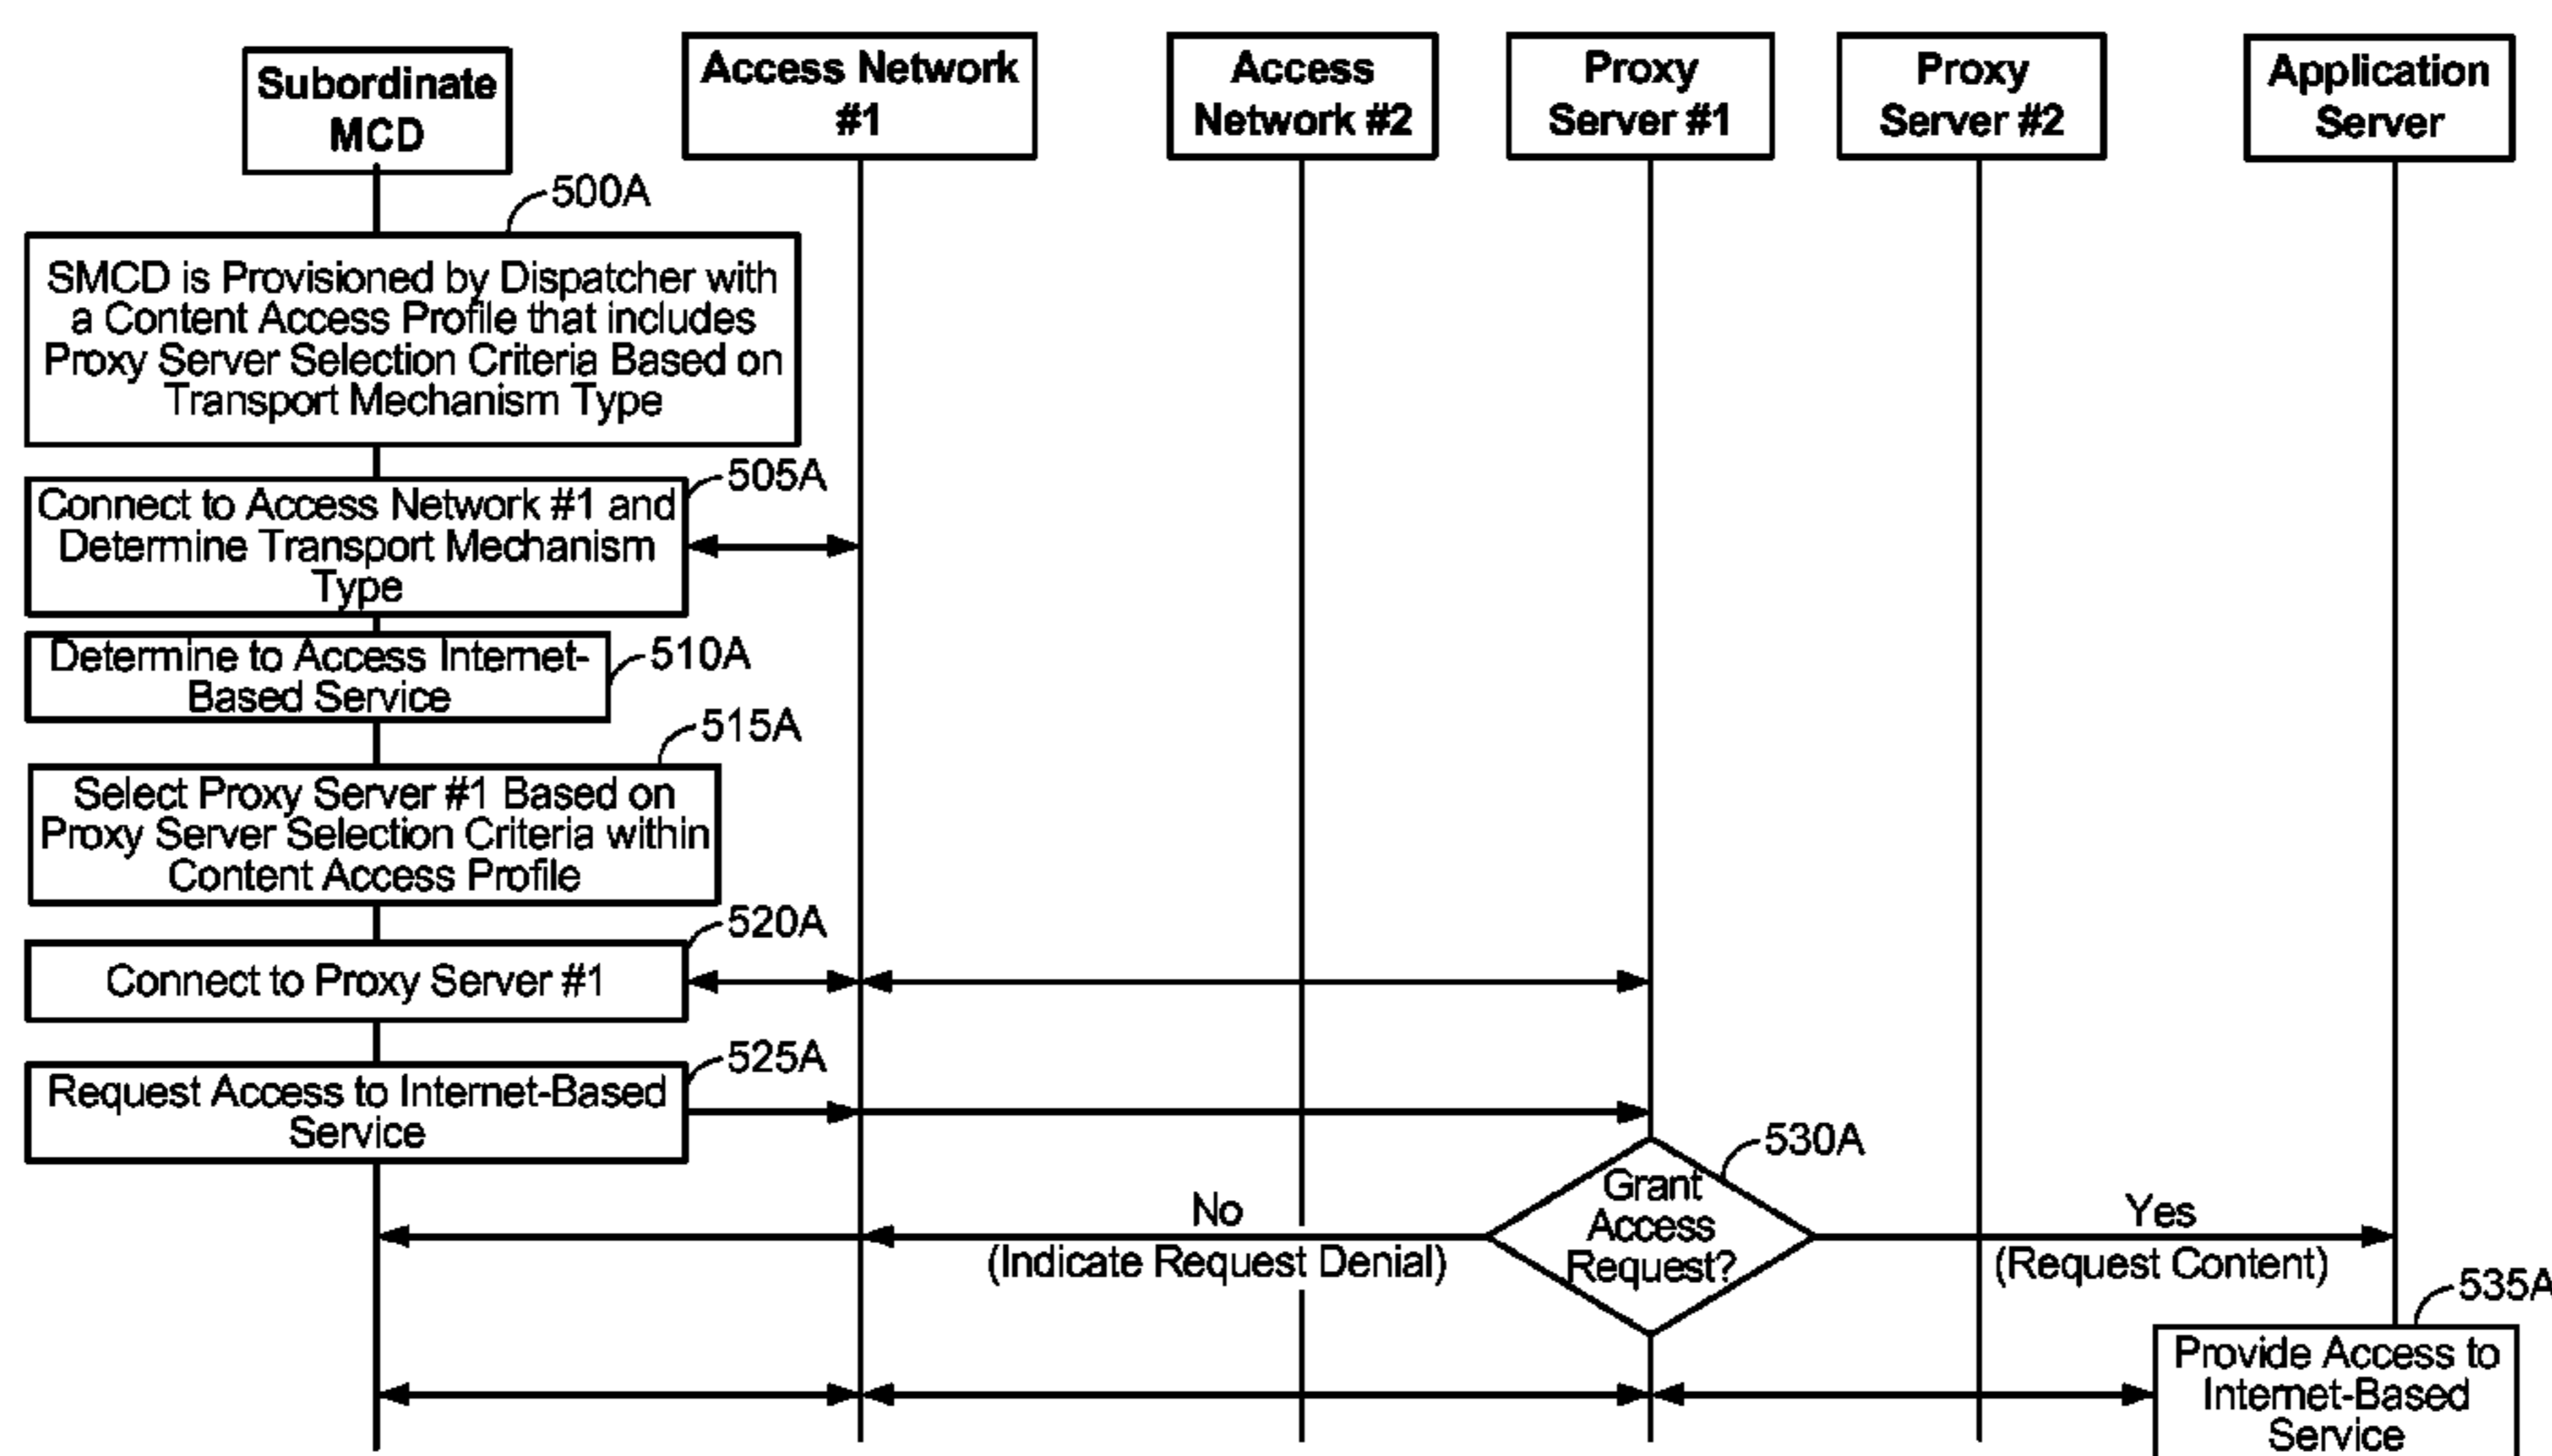 Subordinate
MCD
Access Network
#1
Access
Network #2
Proxy
Server #1
Proxy
Server #2
Application
Server
500A
SMCD is Provisioned by Dispatcher with
a Content Access Profile that includes
Proxy Server Selection Criteria Based on
Transport Mechanism Type
505A
Connect to Access Network #1 and
Determine Transport Mechanism
Type
510A
Determine to Access Internet-
Based Service
515A
Select Proxy Server #1 Based on
Proxy Server Selection Criteria within
Content Access Profile
520A
Connect to Proxy Server #1
525A
Request Access to Internet-Based
Service
530A
Grant
Access
Request?
No
(Indicate Request Denial)
Yes
(Request Content)
535A
Provide Access to
Internet-Based
Service